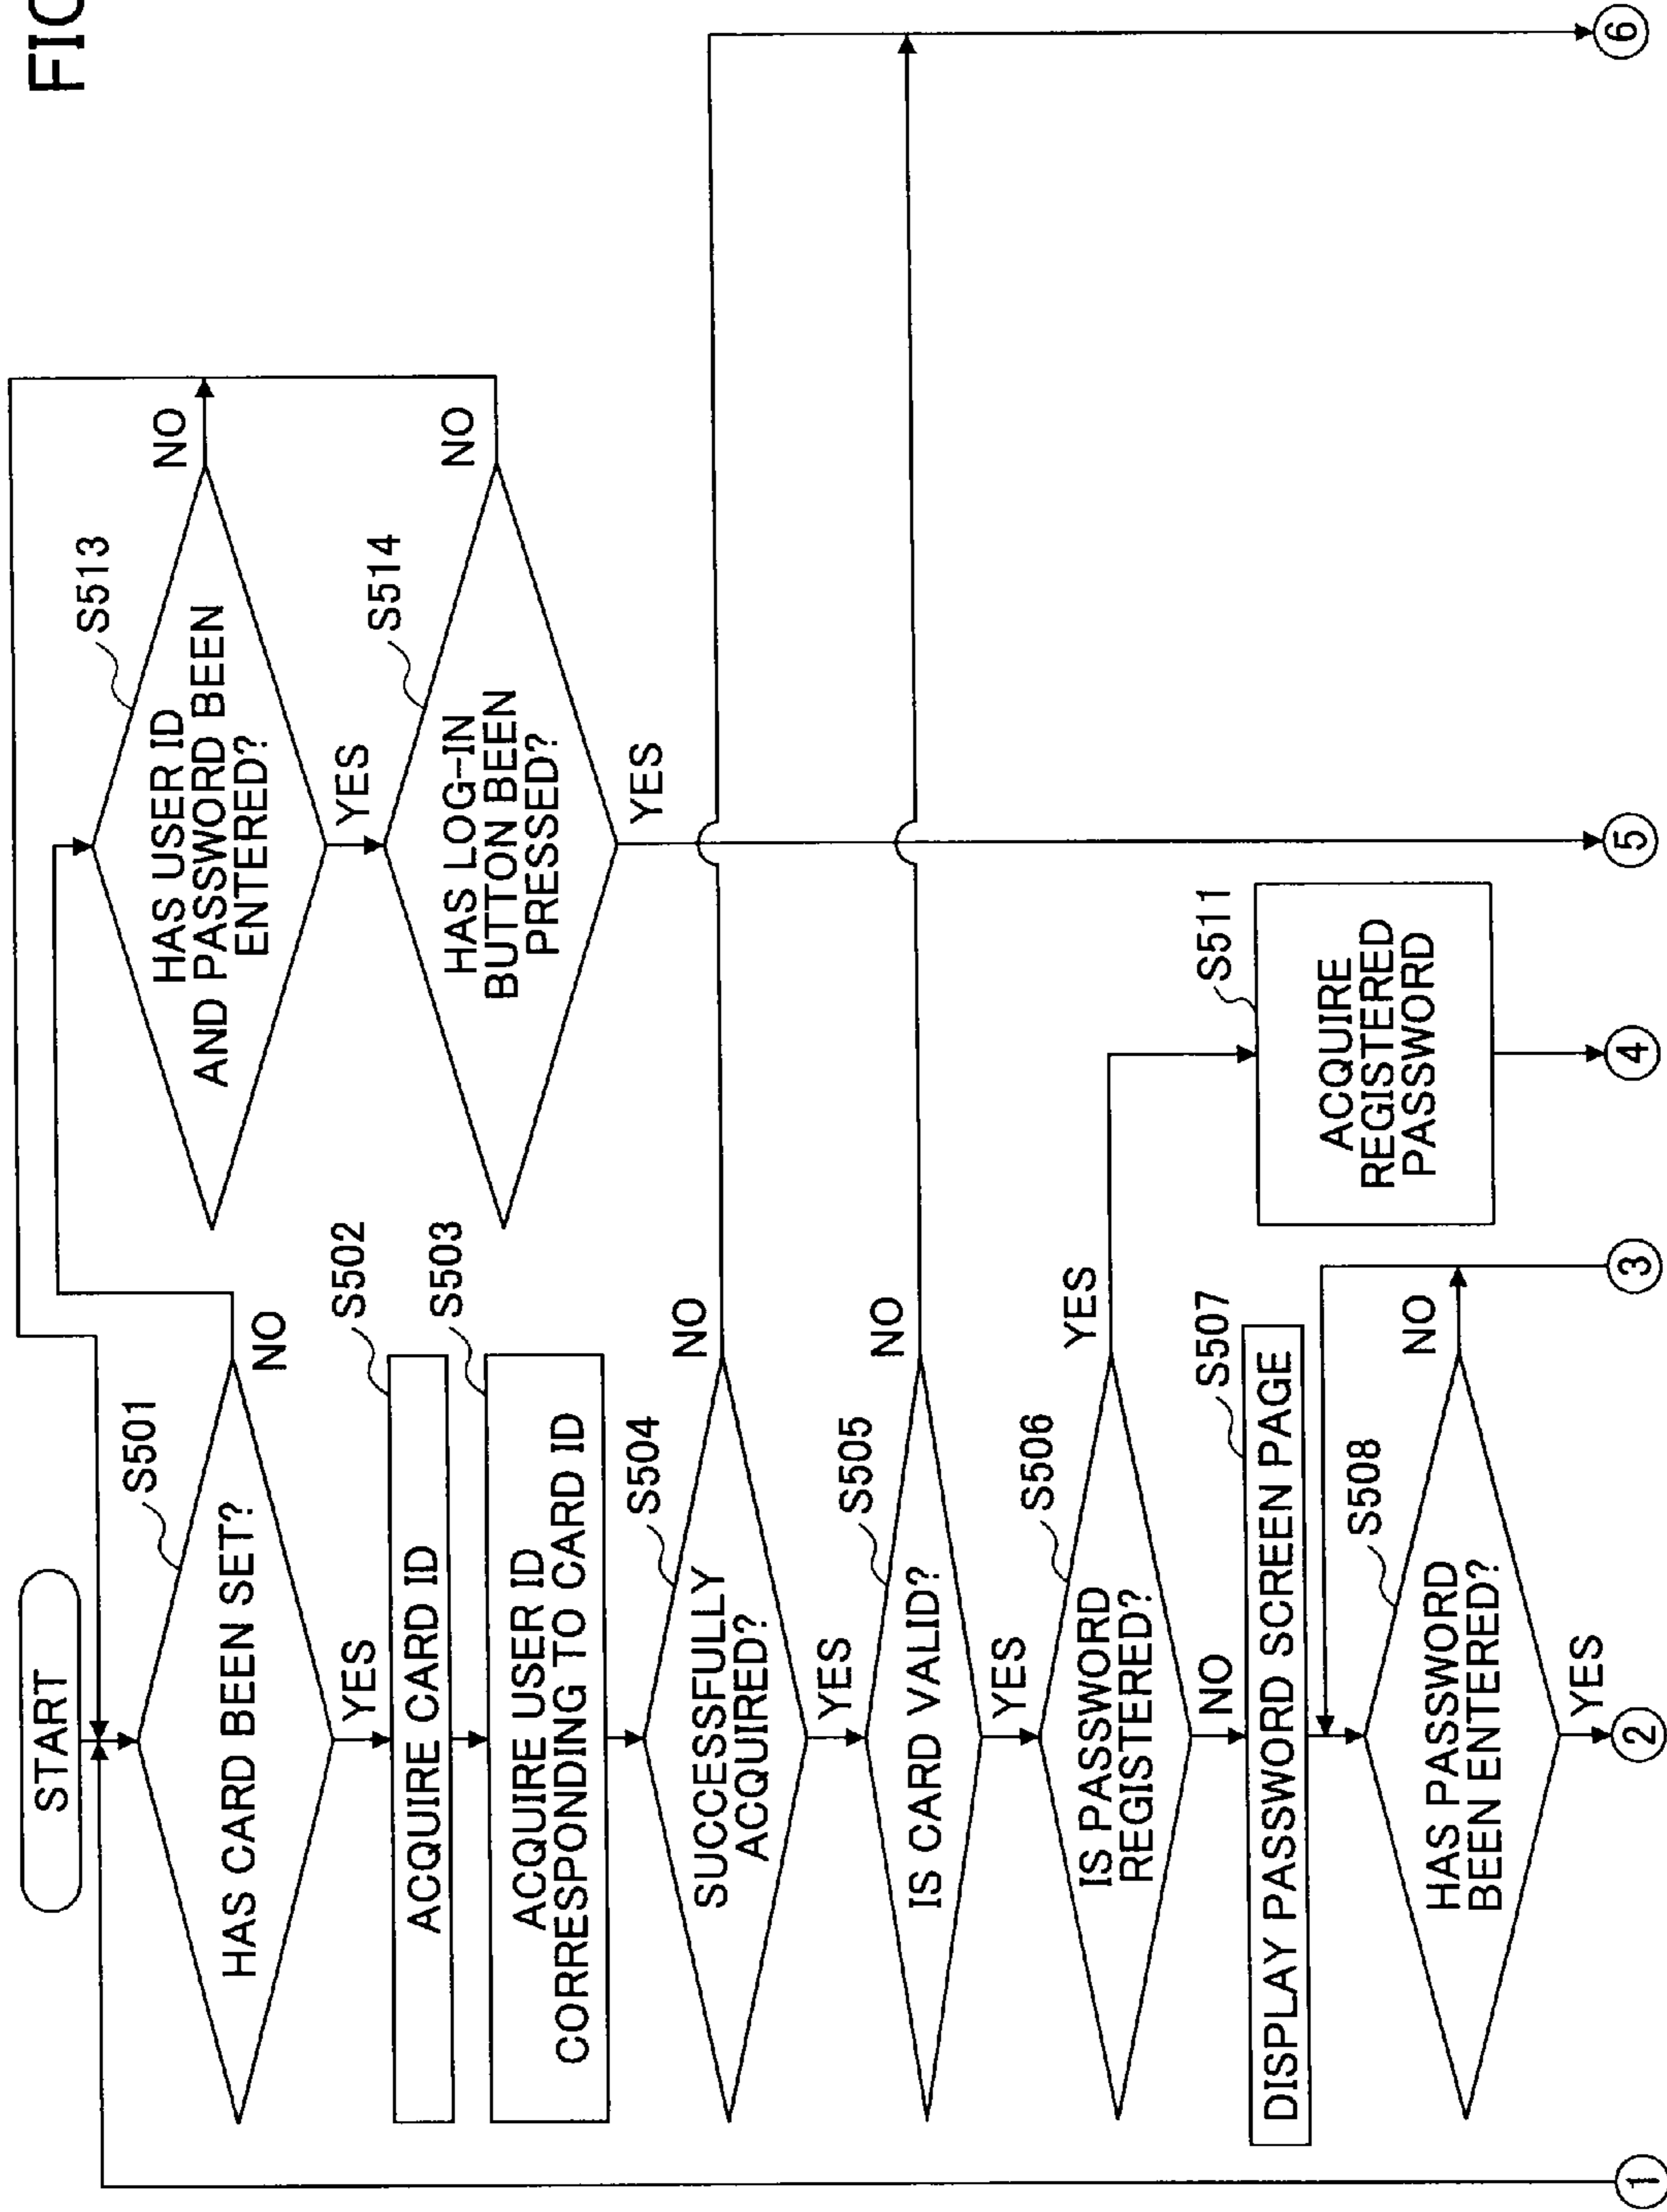 FIG
START
S501
HAS CARD BEEN SET?
NO
YES
S502
ACQUIRE CARD ID
S503
ACQUIRE USER ID
CORRESPONDING TO CARD ID
S504
SUCCESSFULLY
ACQUIRED?
NO
YES
S505
IS CARD VALID?
NO
YES
S506
IS PASSWORD
REGISTERED?
YES
NO
S507
DISPLAY PASSWORD SCREEN PAGE
S508
HAS PASSWORD
BEEN ENTERED?
NO
YES
S513
HAS USER ID
AND PASSWORD BEEN
ENTERED?
NO
YES
S514
HAS LOG-IN
BUTTON BEEN
PRESSED?
NO
YES
S511
ACQUIRE
REGISTERED
PASSWORD
1
2
3
4
5
6